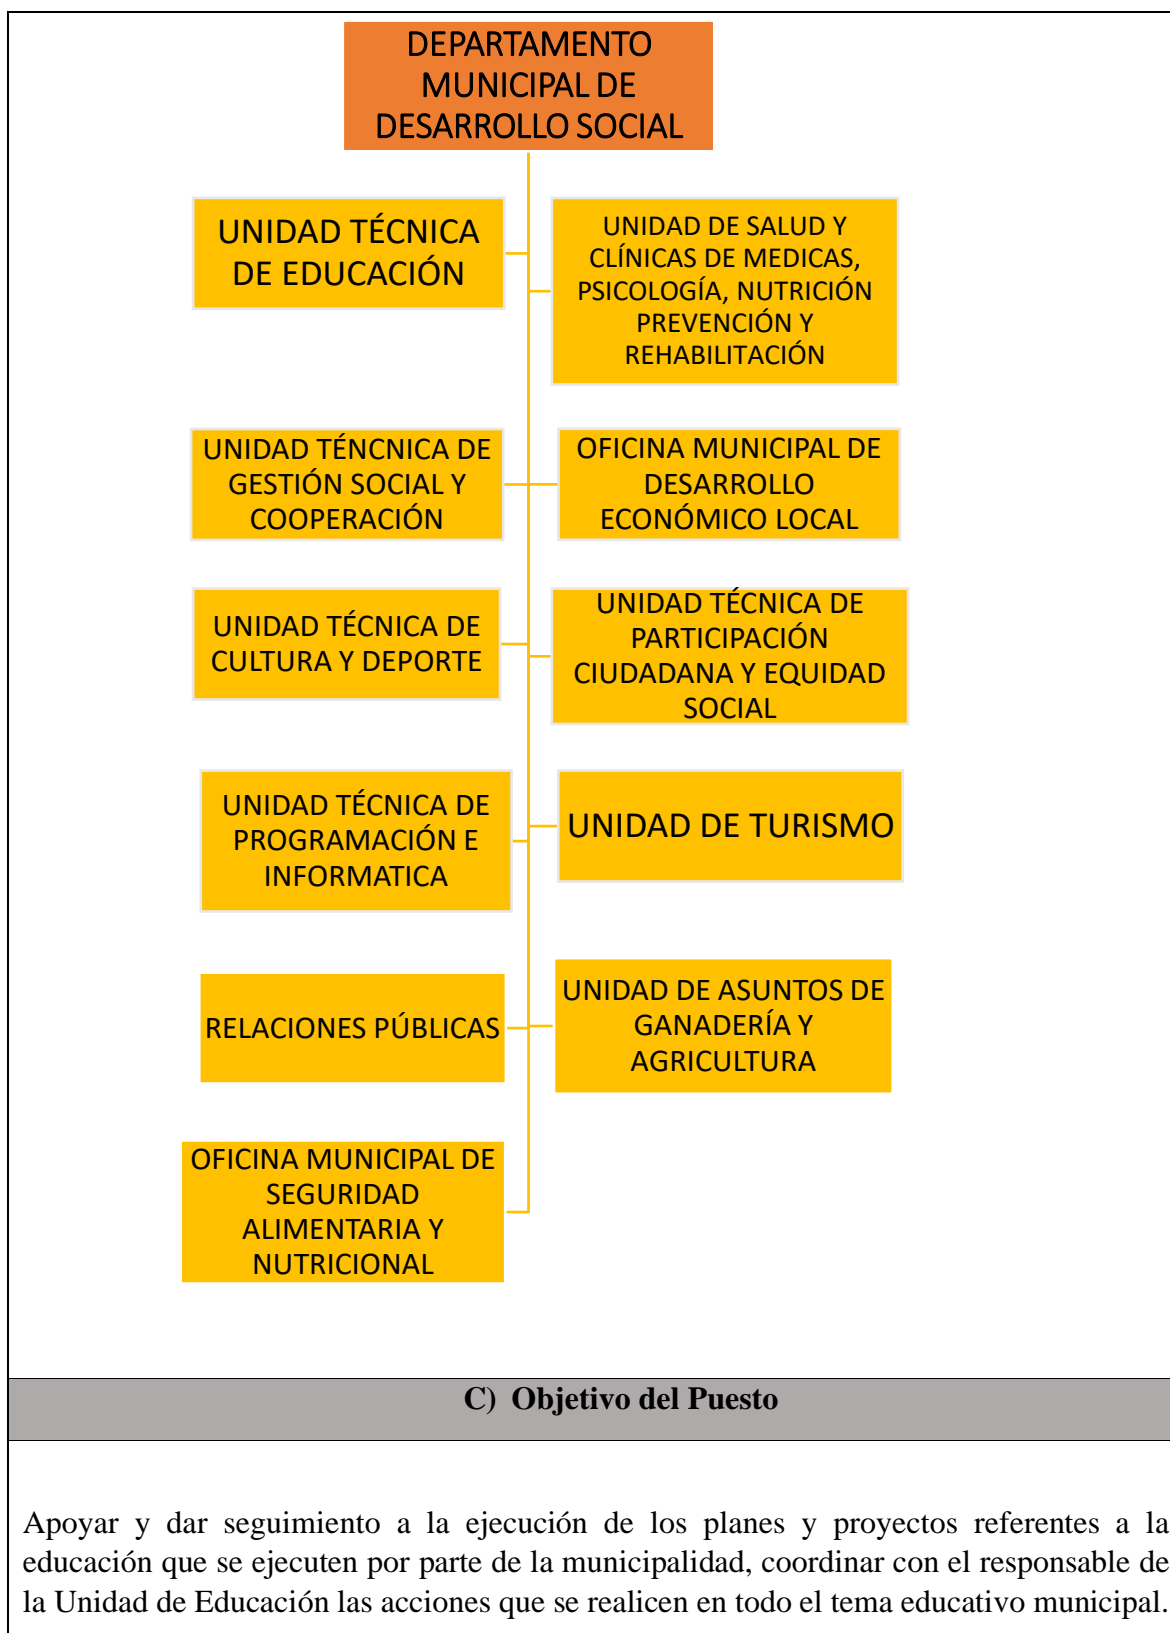 DEPARTAMENTO
MUNICIPAL DE
DESARROLLO SOCIAL
UNIDAD TÉCNICA
DE EDUCACIÓN
UNIDAD DE SALUD Y
CLÍNICAS DE MEDICAS,
PSICOLOGÍA, NUTRICIÓN
PREVENCIÓN Y
REHABILITACIÓN
UNIDAD TÉNCNICA DE
GESTIÓN SOCIAL Y
COOPERACIÓN
OFICINA MUNICIPAL DE
DESARROLLO
ECONÓMICO LOCAL
UNIDAD TÉCNICA DE
CULTURA Y DEPORTE
UNIDAD TÉCNICA DE
PARTICIPACIÓN
CIUDADANA Y EQUIDAD
SOCIAL
UNIDAD TÉCNICA DE
PROGRAMACIÓN E
INFORMATICA
UNIDAD DE TURISMO
RELACIONES PÚBLICAS
UNIDAD DE ASUNTOS DE
GANADERÍA Y
AGRICULTURA
OFICINA MUNICIPAL DE
SEGURIDAD
ALIMENTARIA Y
NUTRICIONAL
C) Objetivo del Puesto
Apoyar y dar seguimiento a la ejecución de los planes y proyectos referentes a la
educación que se ejecuten por parte de la municipalidad, coordinar con el responsable de
la Unidad de Educación las acciones que se realicen en todo el tema educativo municipal.